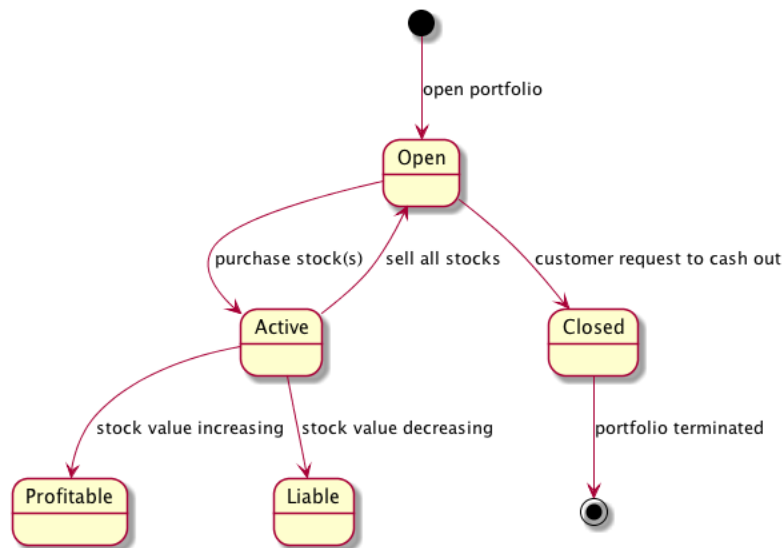 open portfolio
Open
purchase stock(s)
sell all stocks
customer request to cash out
Active
Closed
stock value increasing
stock value decreasing
portfolio terminated
Profitable
Liable